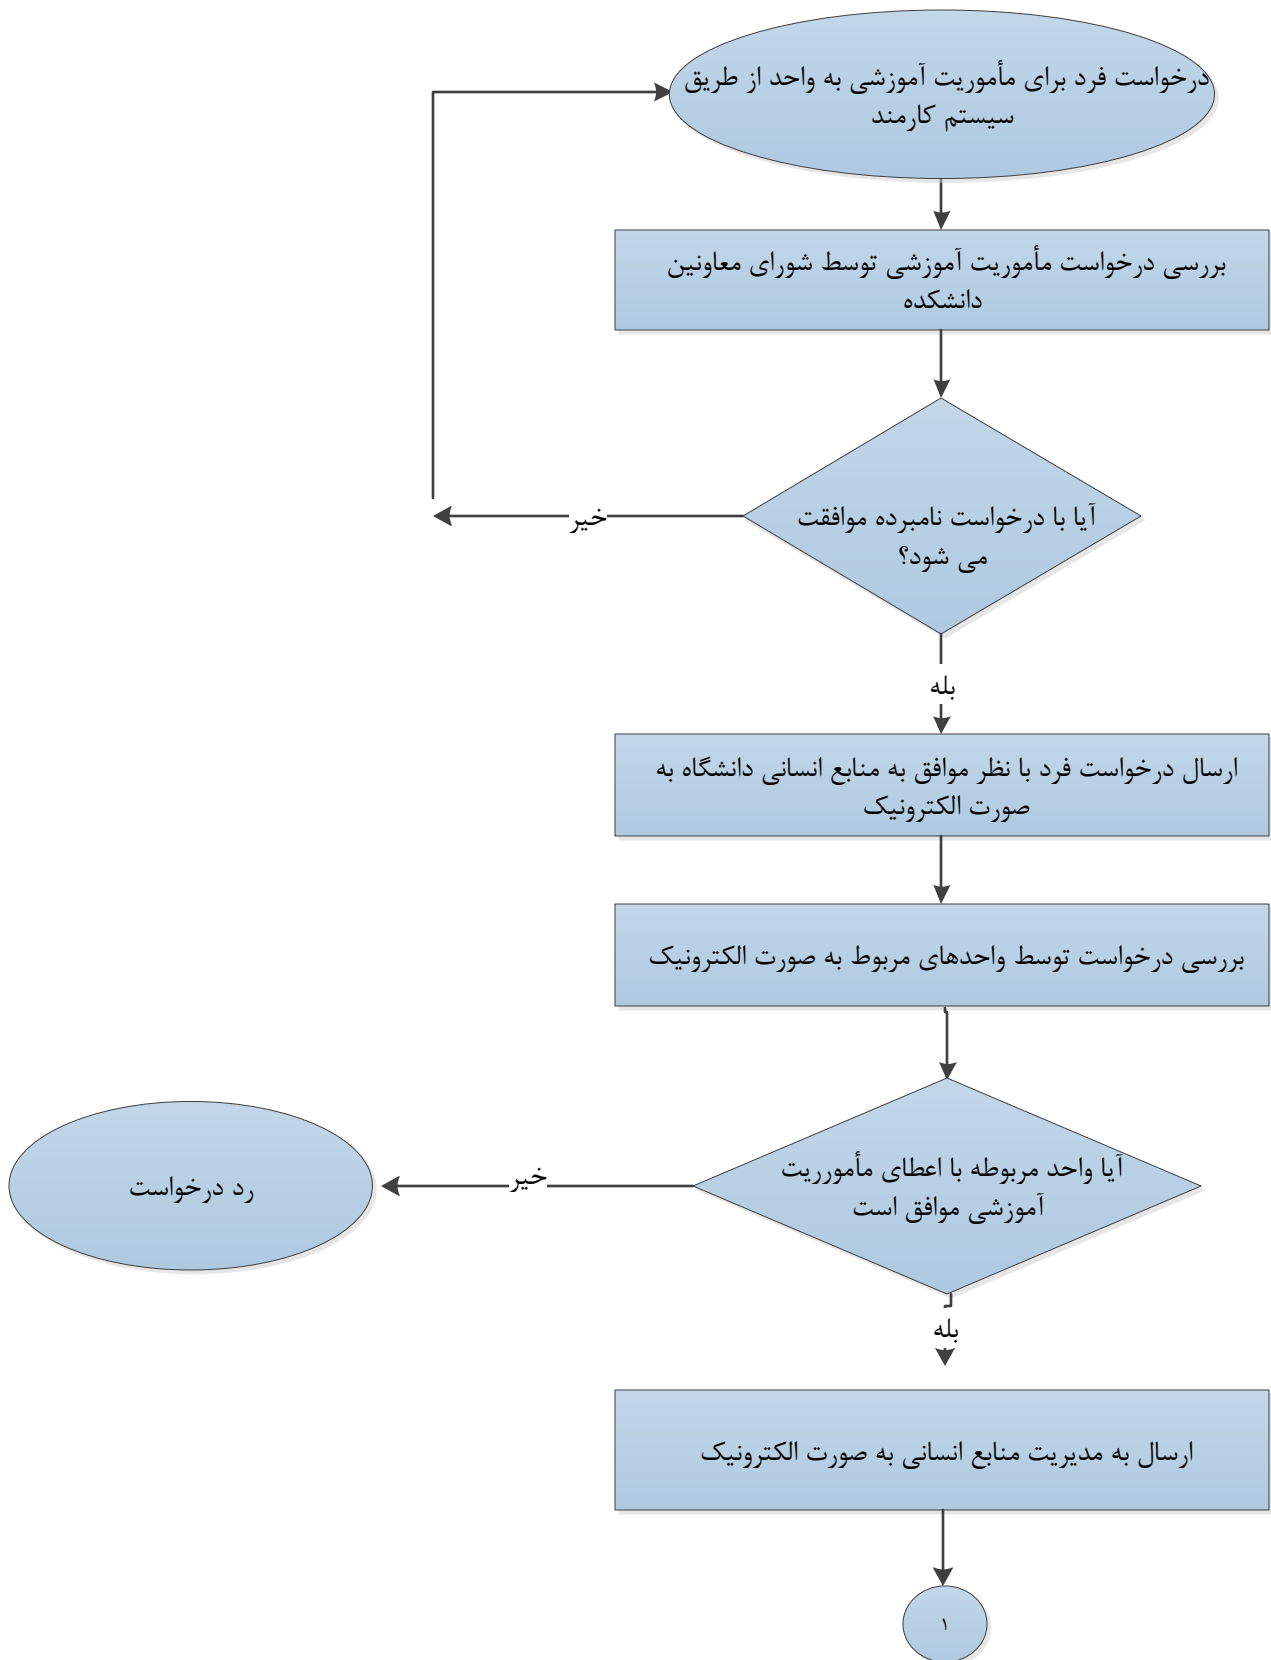 درخواست فرد برای مأموریت آموزشی به واحد از طریق
سیستم کارمند
بررسی درخواست مأموریت آموزشی توسط شورای معاونین
دانشکده
آیا با درخواست نامبرده موافقت
می شود؟
خیر
بله
ارسال درخواست فرد با نظر موافق به منابع انسانی دانشگاه به
صورت الکترونیک
بررسی درخواست توسط واحدهای مربوط به صورت الکترونیک
آیا واحد مربوطه با اعطای مأمورریت
آموزشی موافق است
خیر
رد درخواست
بله
ارسال به مدیریت منابع انسانی به صورت الکترونیک
۱